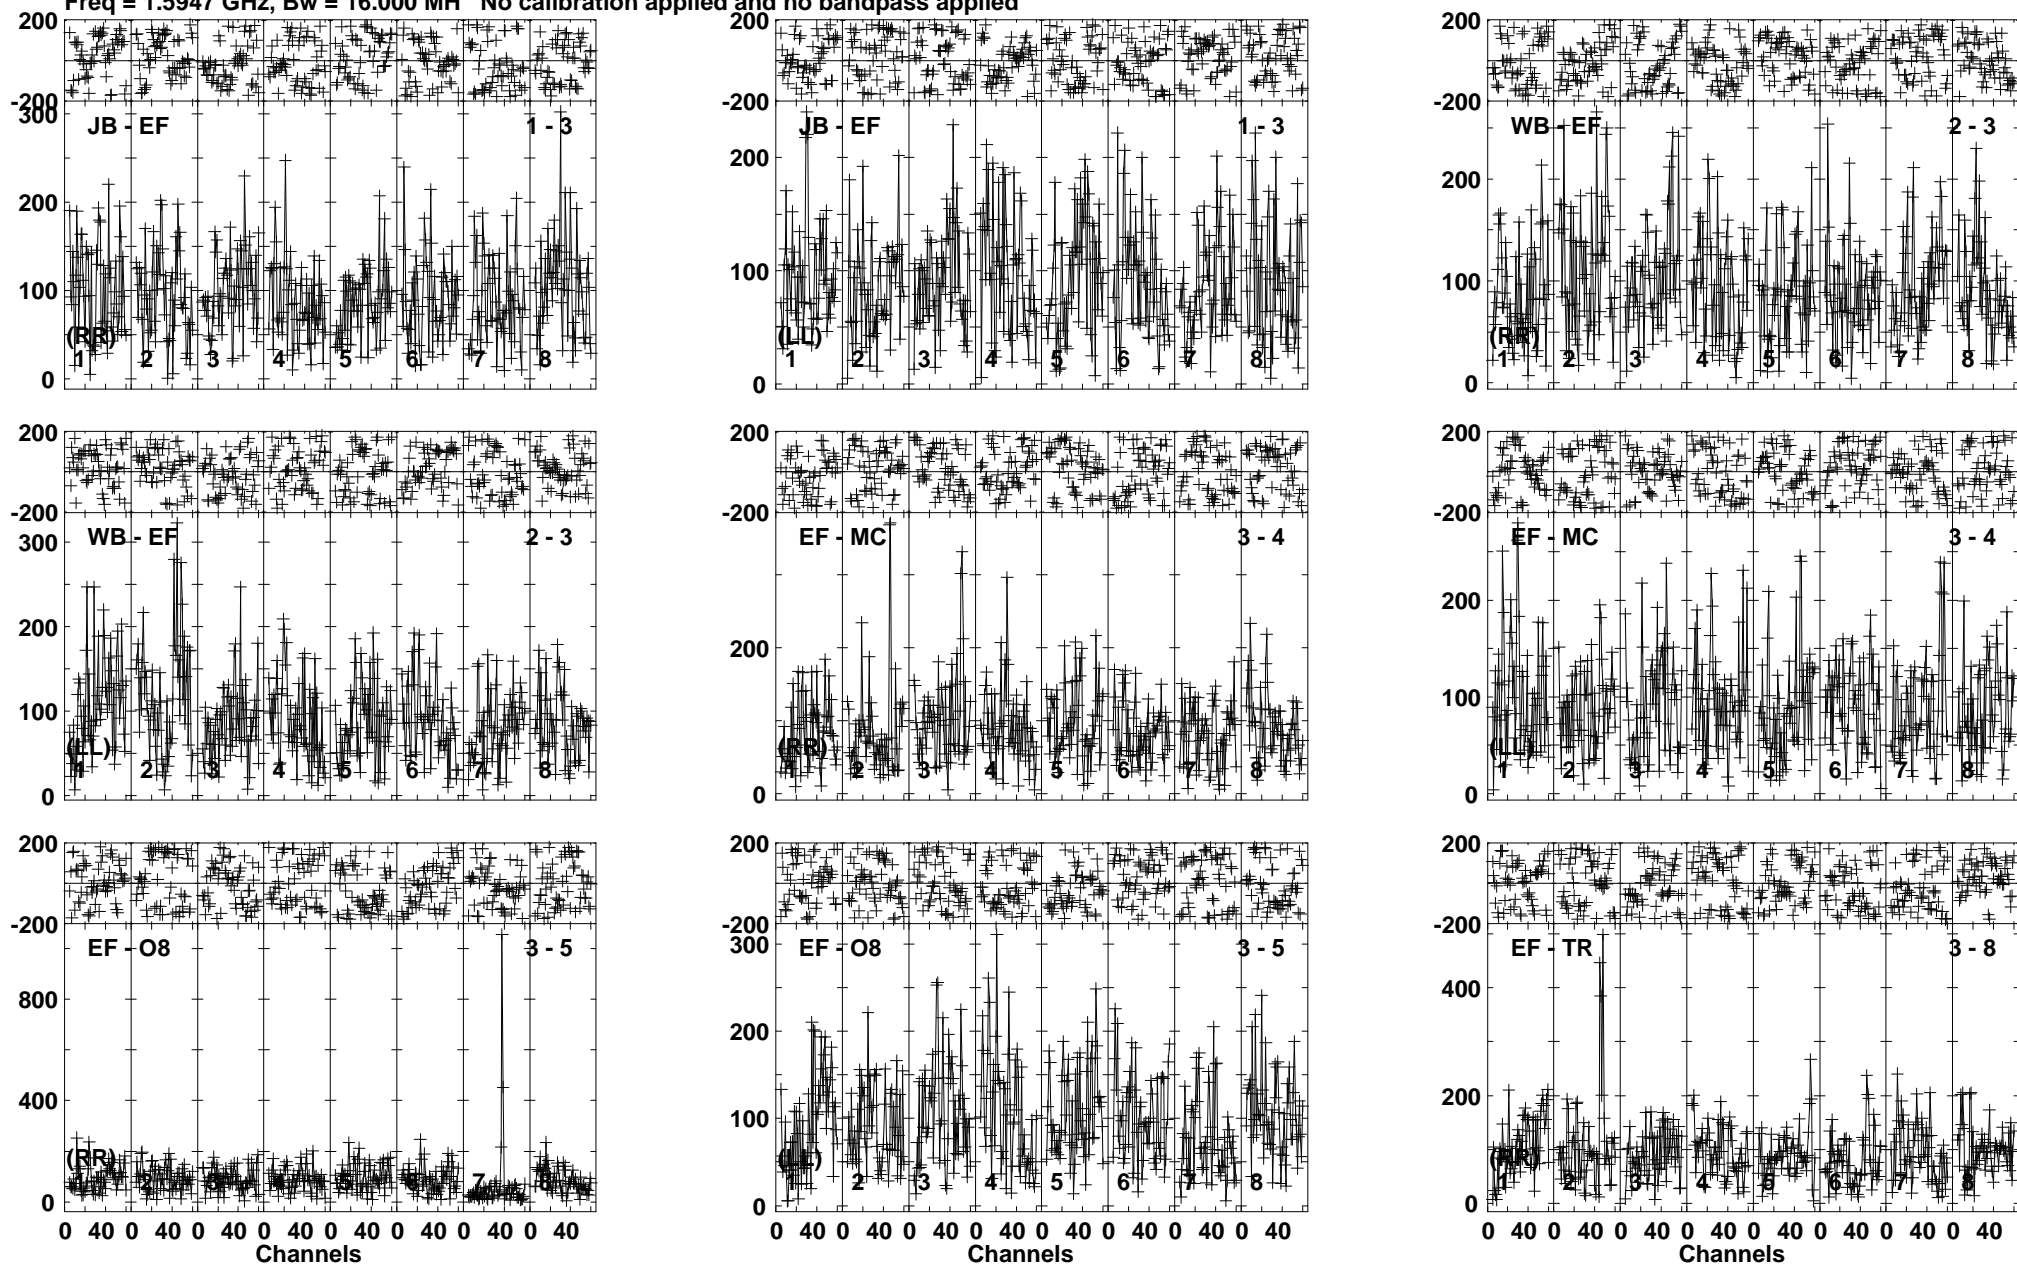 Freq = 1.5947 GHz, Bw = 16.000 MH No calibration applied and no bandpass applied
200 200 200
-200 -200 -200
JB - EF 1 - 3 JB - EF 1 - 3 WB - EF 2 - 3
300
200 200 200
100 100 100
(RR) (LL) (RR)
1 2 3 4 5 6 7 8 1 2 3 4 5 6 7 8 1 2 3 4 5 6 7 8
0 0 0
200 200 200
-200 -200 -200
WB - EF 2 - 3 EF - MC 3 - 4 EF - MC 3 - 4
300
200 200 200
100 100
(LL) (RR) (LL)
1 2 3 4 5 6 7 8 1 2 3 4 5 6 7 8 1 2 3 4 5 6 7 8
0 0 0
200 200 200
-200 -200 -200
EF - O8 3 - 5 EF - O8 3 - 5 EF - TR 3 - 8
800 300 400
400 200 200
100
(RR) (LL) (RR)
1 2 3 4 5 6 7 8 1 2 3 4 5 6 7 8 1 2 3 4 5 6 7 8
0 0 0
0 40 0 40 0 40 0 40 0 40 0 40 0 40 0 40 0 40 0 40 0 40 0 40 0 40 0 40 0 40 0 40 0 40 0 40 0 40 0 40 0 40 0 40 0 40 0 40
Channels Channels Channels